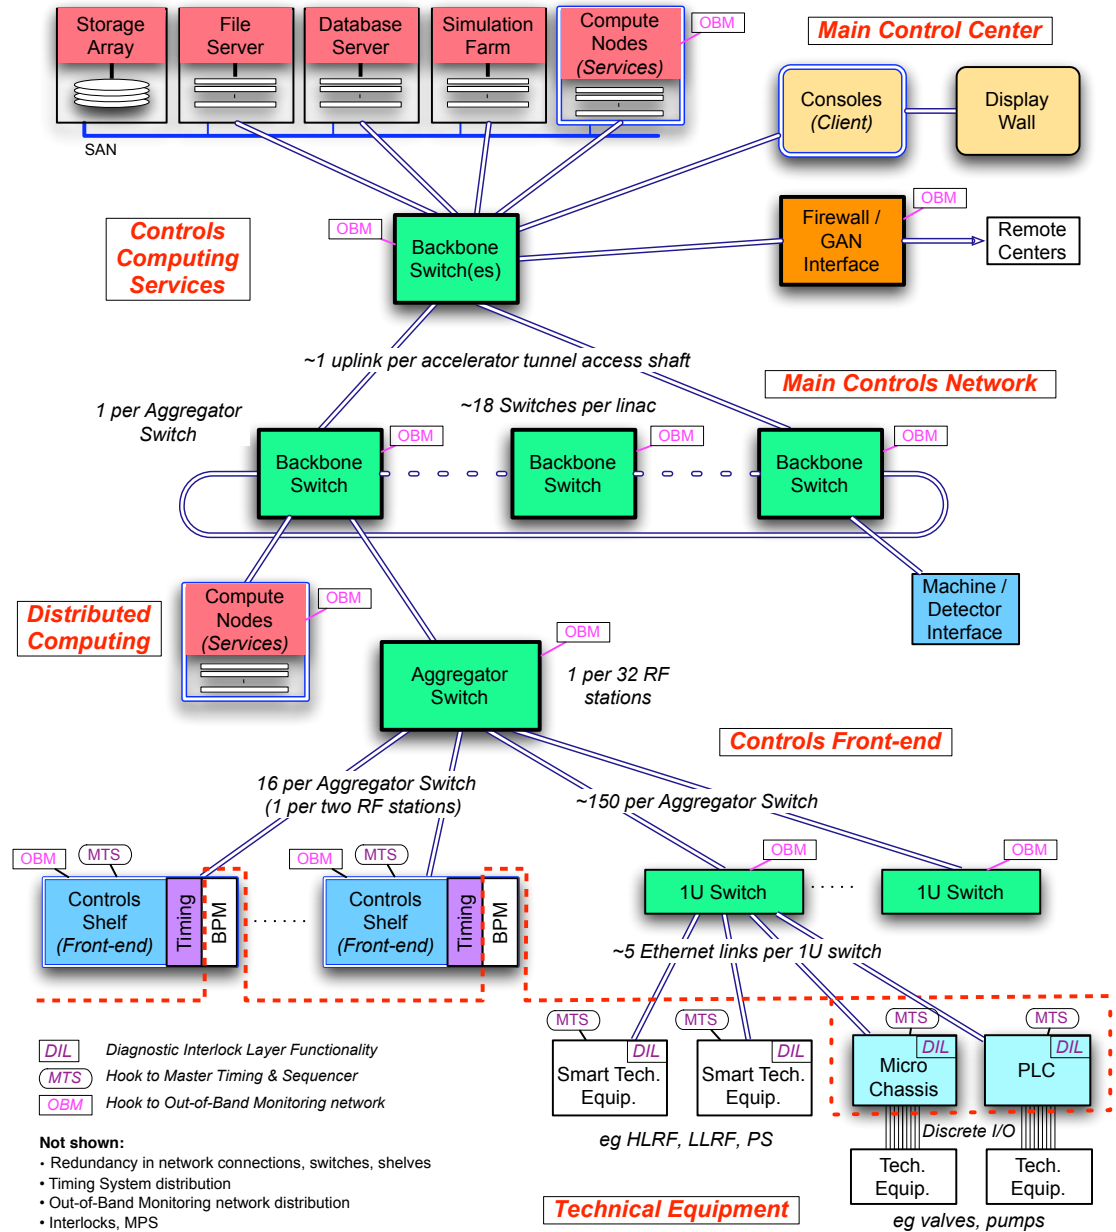 Storage
Array
File
Server
Database
Server
Simulation
Farm
Compute
Nodes
(Services)
OBM
Main Control Center
Consoles
(Client)
Display
Wall
SAN
Controls
Computing
Services
OBM
Backbone
Switch(es)
Firewall /
GAN
Interface
OBM
Remote
Centers
~1 uplink per accelerator tunnel access shaft
Main Controls Network
1 per Aggregator
Switch
~18 Switches per linac
Backbone
Switch
OBM
Backbone
Switch
OBM
Backbone
Switch
OBM
Distributed
Computing
Compute
Nodes
(Services)
OBM
Machine /
Detector
Interface
Aggregator
Switch
OBM
1 per 32 RF
stations
Controls Front-end
16 per Aggregator Switch
(1 per two RF stations)
~150 per Aggregator Switch
OBM
MTS
Controls
Shelf
(Front-end)
Timing
BPM
. . . . . .
OBM
MTS
Controls
Shelf
(Front-end)
Timing
BPM
1U Switch
OBM
. . . . .
1U Switch
OBM
~5 Ethernet links per 1U switch
MTS
DIL
Smart Tech.
Equip.
MTS
DIL
Smart Tech.
Equip.
MTS
DIL
Micro
Chassis
MTS
DIL
PLC
eg HLRF, LLRF, PS
Discrete I/O
Tech.
Equip.
Tech.
Equip.
eg valves, pumps
Technical Equipment
DIL Diagnostic Interlock Layer Functionality
MTS Hook to Master Timing & Sequencer
OBM Hook to Out-of-Band Monitoring network
Not shown:
• Redundancy in network connections, switches, shelves
• Timing System distribution
• Out-of-Band Monitoring network distribution
• Interlocks, MPS